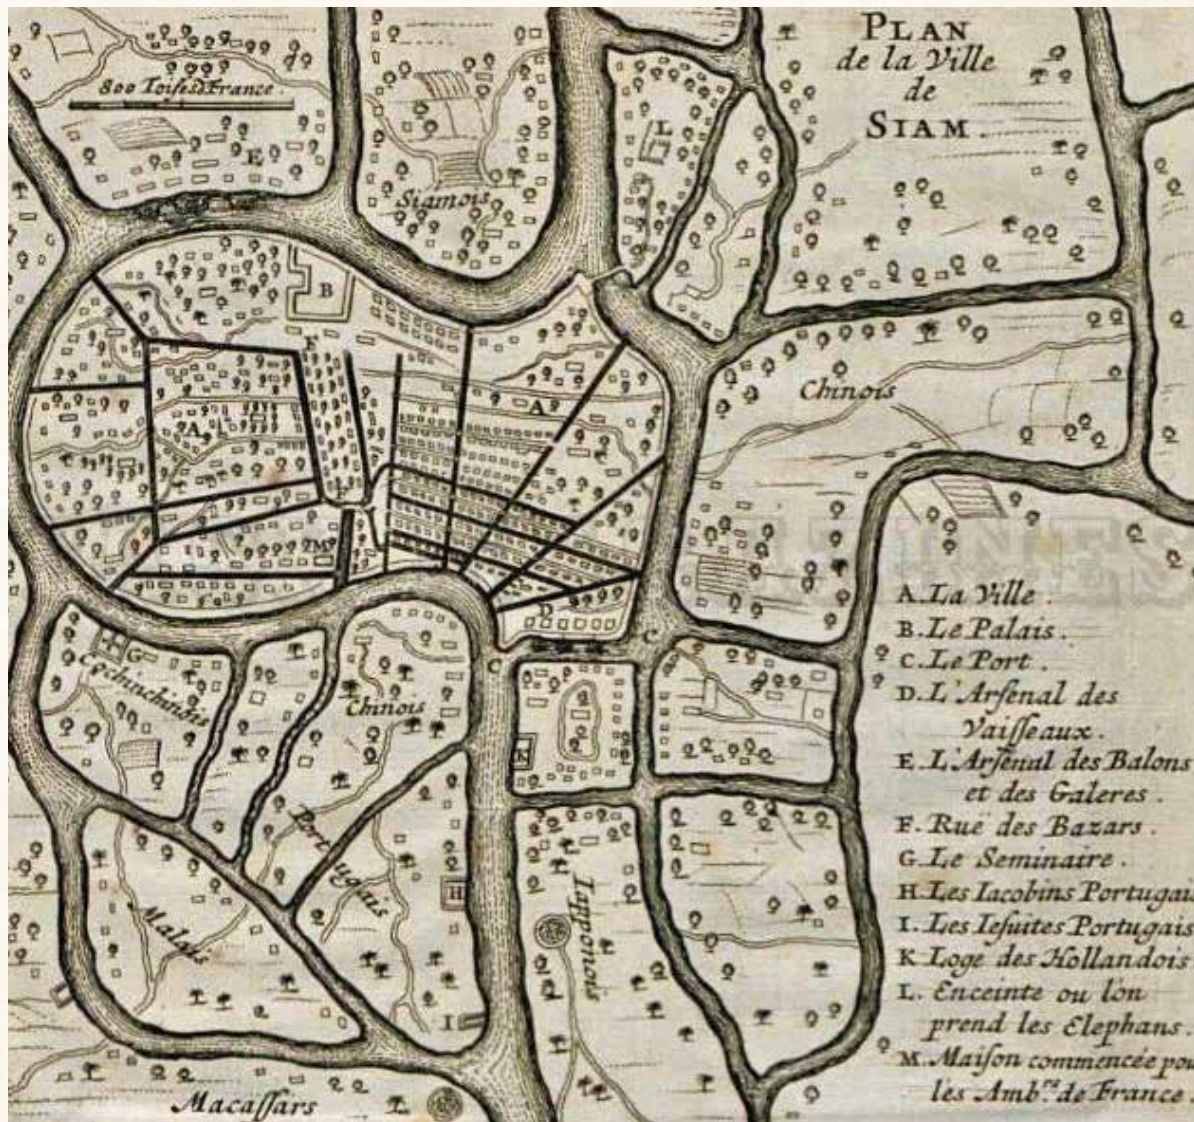 PLAN
de la Ville
de
SIAM.
800 Toises de France.
E
Siamois
L
B
F
A
A
Chinois
F
M
D
C
C
G
Cochinchinois
Chinois
K
Portugais
H
Iapponois
Malais
I
Macassars
A. La Ville.
B. Le Palais.
C. Le Port.
D. L'Arſenal des
Vaiſſeaux.
E. L'Arſenal des Balons
et des Galeres.
F. Ruë des Bazars.
G. Le Seminaire.
H. Les Iacobins Portugais
I. Les Ieſuites Portugais
K. Loge des Hollandois.
L. Enceinte ou lon
prend les Elephans.
M. Maiſon commencée pou
les Amb.rs de France.